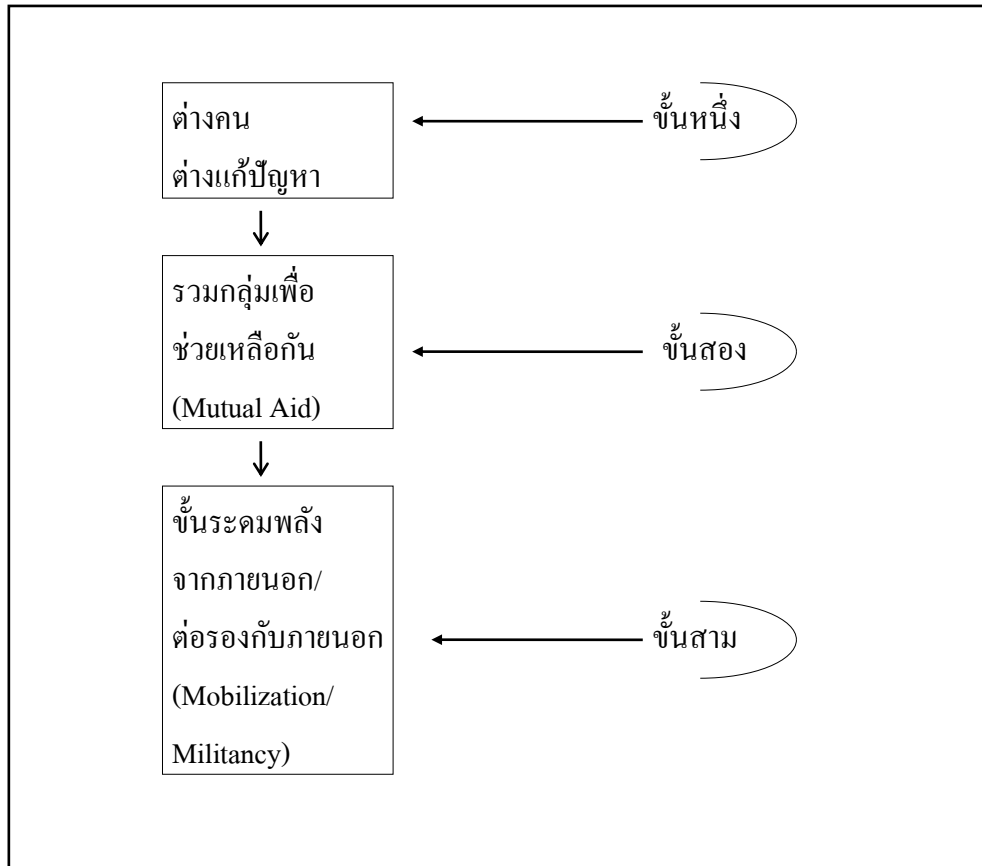 ต่างคน
ต่างแก้ปัญหา
ขั้นหนึ่ง
รวมกลุ่มเพื่อ
ช่วยเหลือกัน
(Mutual Aid)
ขั้นสอง
ขั้นระดมพลัง
จากภายนอก/
ต่อรองกับภายนอก
(Mobilization/
Militancy)
ขั้นสาม